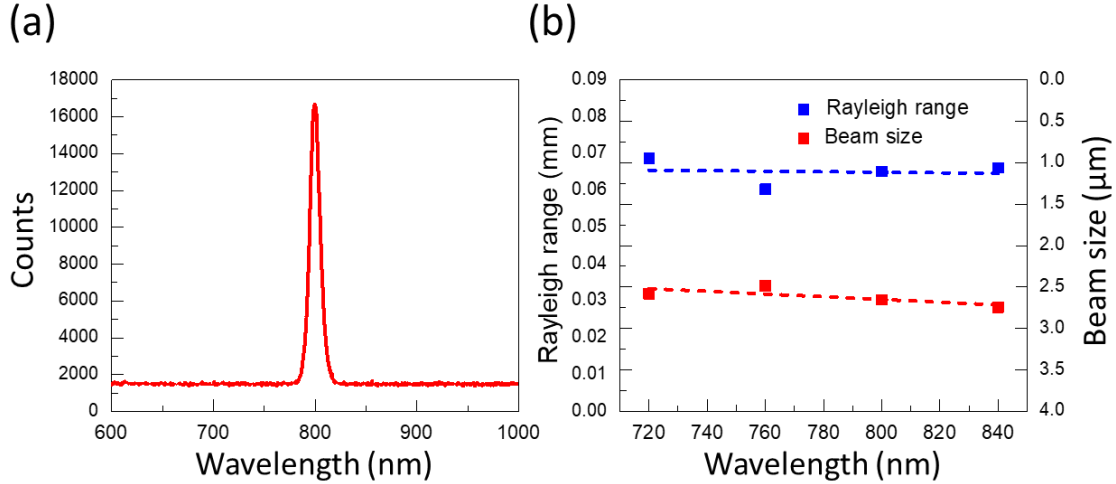 (a)
18000
16000
14000
12000
10000
8000
6000
4000
2000
0
Counts
600 700 800 900 1000
Wavelength (nm)
(b)
0.09
0.08
0.07
0.06
0.05
0.04
0.03
0.02
0.01
0.00
Rayleigh range (mm)
Rayleigh range
Beam size
0.0
0.5
1.0
1.5
2.0
2.5
3.0
3.5
4.0
Beam size (μm)
720 740 760 780 800 820 840
Wavelength (nm)